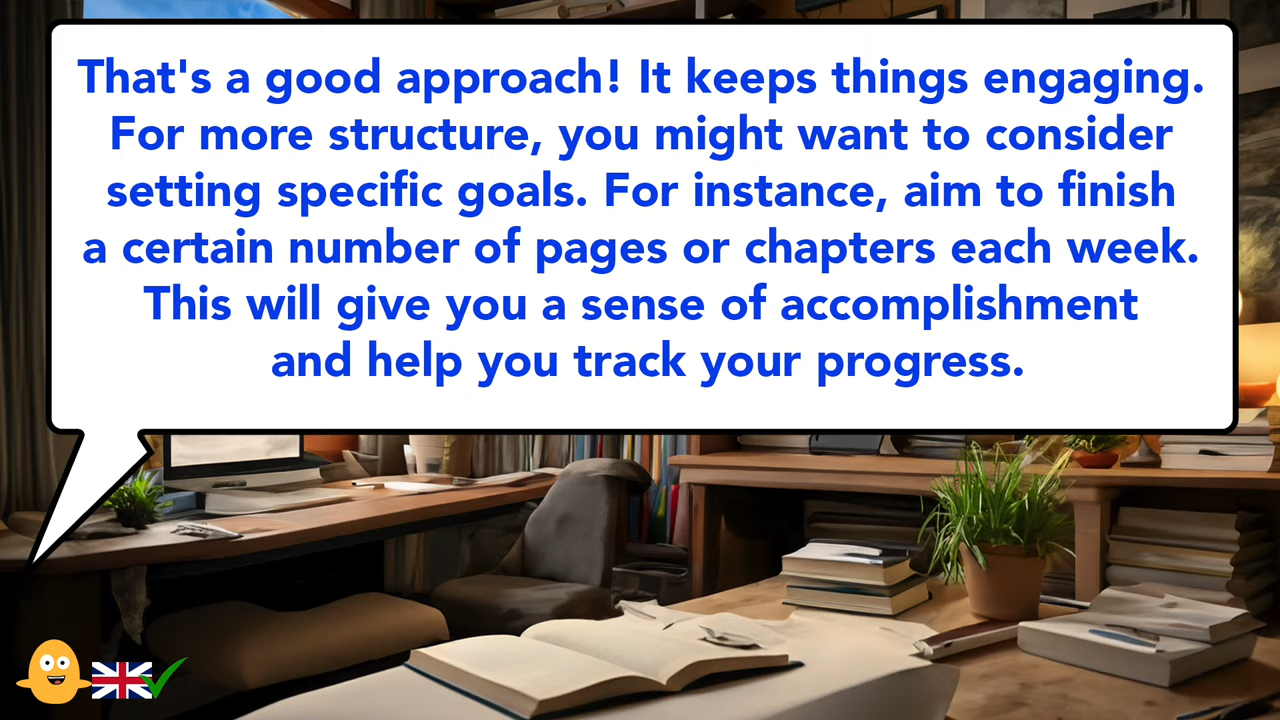 That's a good approach! It keeps things engaging.
For more structure, you might want to consider
setting specific goals. For instance, aim to finish
a certain number of pages or chapters each week.
This will give you a sense of accomplishment
and help you track your progress.